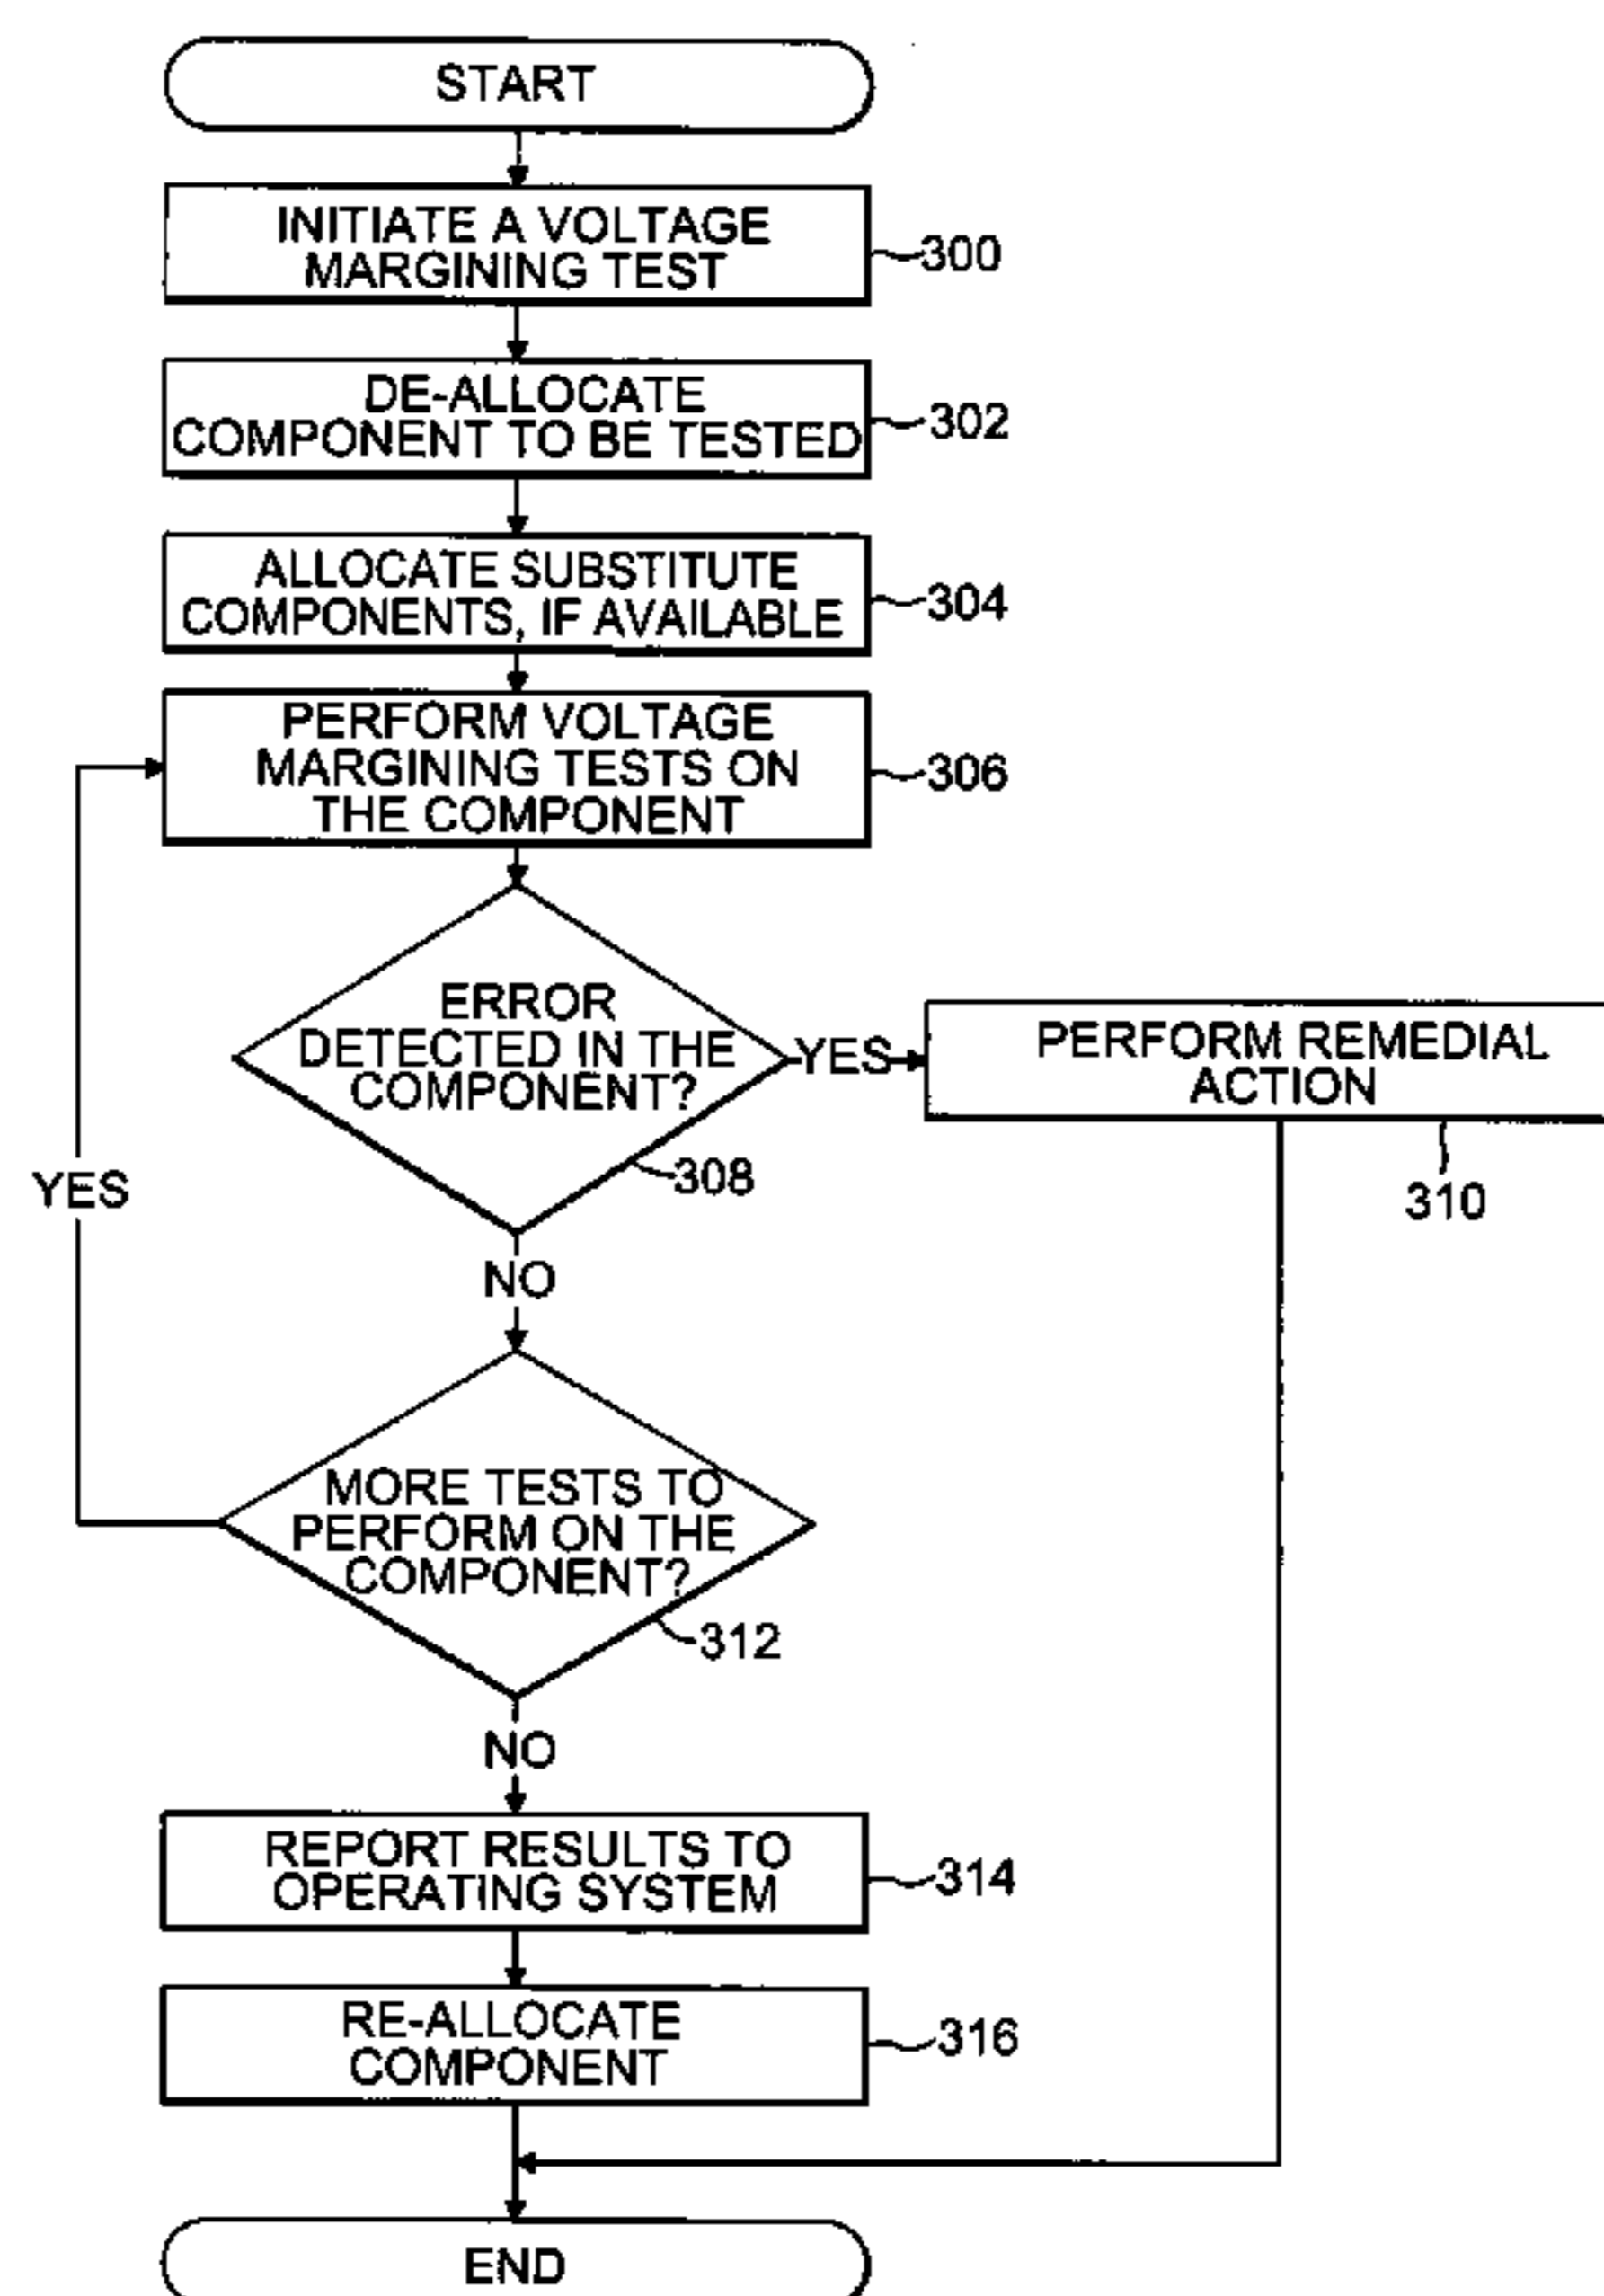 START
INITIATE A VOLTAGE
MARGINING TEST
300
DE-ALLOCATE
COMPONENT TO BE TESTED
302
ALLOCATE SUBSTITUTE
COMPONENTS, IF AVAILABLE
304
PERFORM VOLTAGE
MARGINING TESTS ON
THE COMPONENT
306
ERROR
DETECTED IN THE
COMPONENT?
308
YES
PERFORM REMEDIAL
ACTION
310
YES
NO
MORE TESTS TO
PERFORM ON THE
COMPONENT?
312
NO
REPORT RESULTS TO
OPERATING SYSTEM
314
RE-ALLOCATE
COMPONENT
316
END